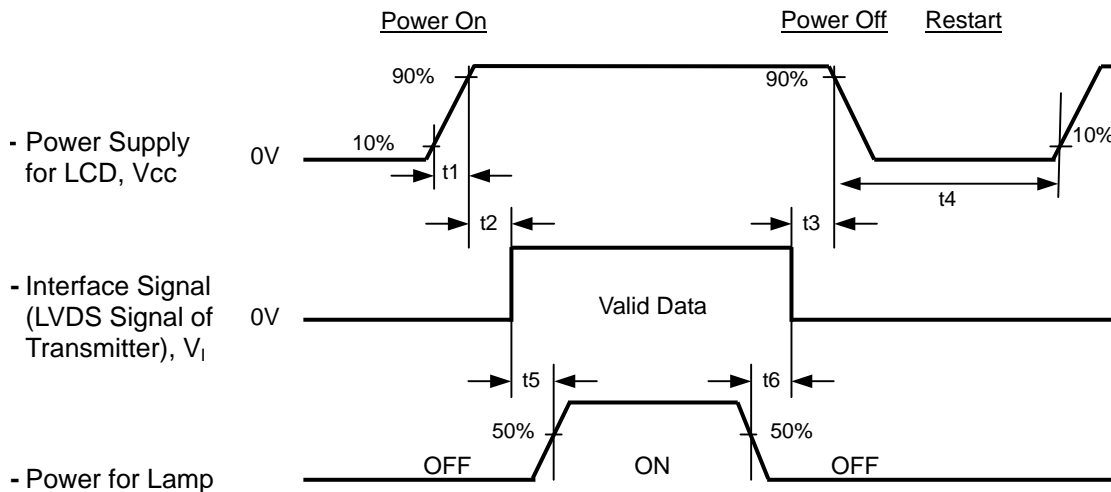 Power On
Power Off
Restart
90%
90%
10%
10%
- Power Supply
for LCD, Vcc
0V
t1
t4
t2
t3
- Interface Signal
(LVDS Signal of
Transmitter), VI
0V
Valid Data
t5
t6
50%
50%
- Power for Lamp
OFF
ON
OFF